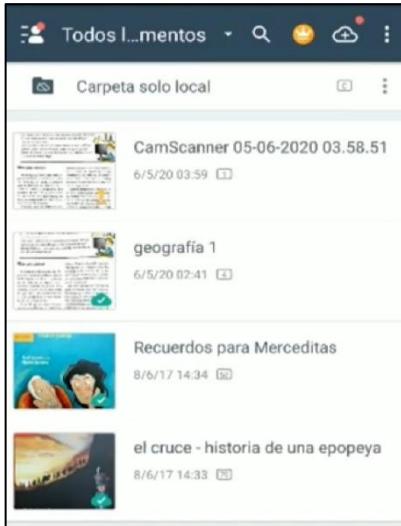 Todos l...mentos
Carpeta solo local
CamScanner 05-06-2020 03.58.51
6/5/20 03:59 1
geografía 1
6/5/20 02:41 4
Recuerdos para Merceditas
8/6/17 14:34
el cruce - historia de una epopeya
8/6/17 14:33